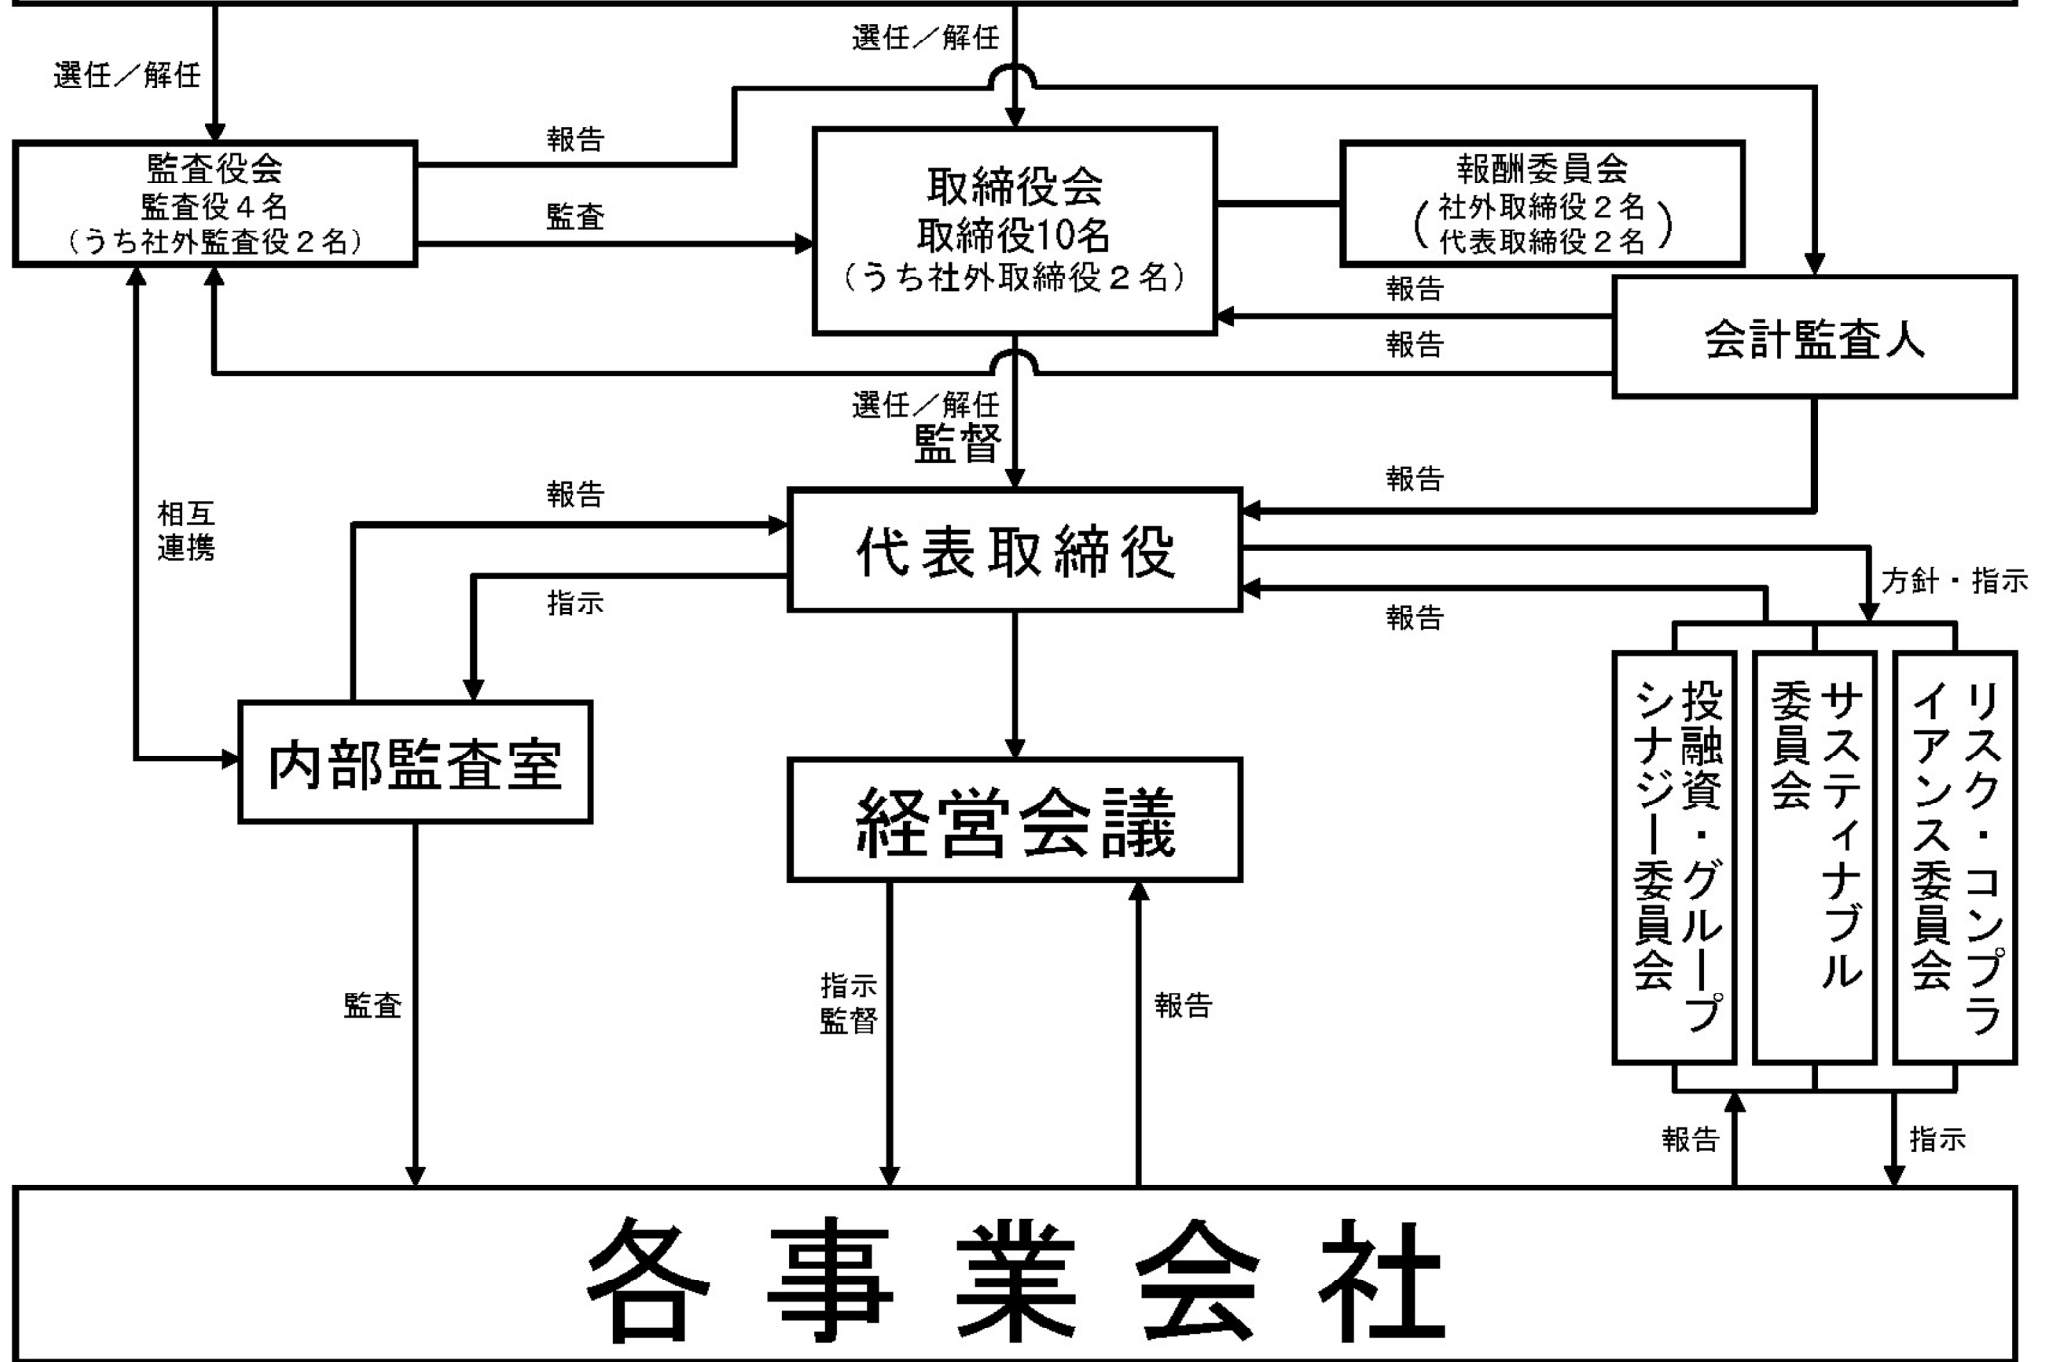 選任／解任
選任／解任
監査役会
監査役４名
（うち社外監査役２名）
報告
監査
取締役会
取締役10名
（うち社外取締役２名）
報酬委員会
（社外取締役２名
代表取締役２名）
報告
報告
会計監査人
選任／解任
監督
相互
連携
報告
報告
代表取締役
指示
報告
方針・指示
内部監査室
経営会議
投融資・グループ
シナジー委員会
サスティナブル
委員会
リスク・コンプラ
イアンス委員会
監査
指示
監督
報告
報告
指示
各事業会社